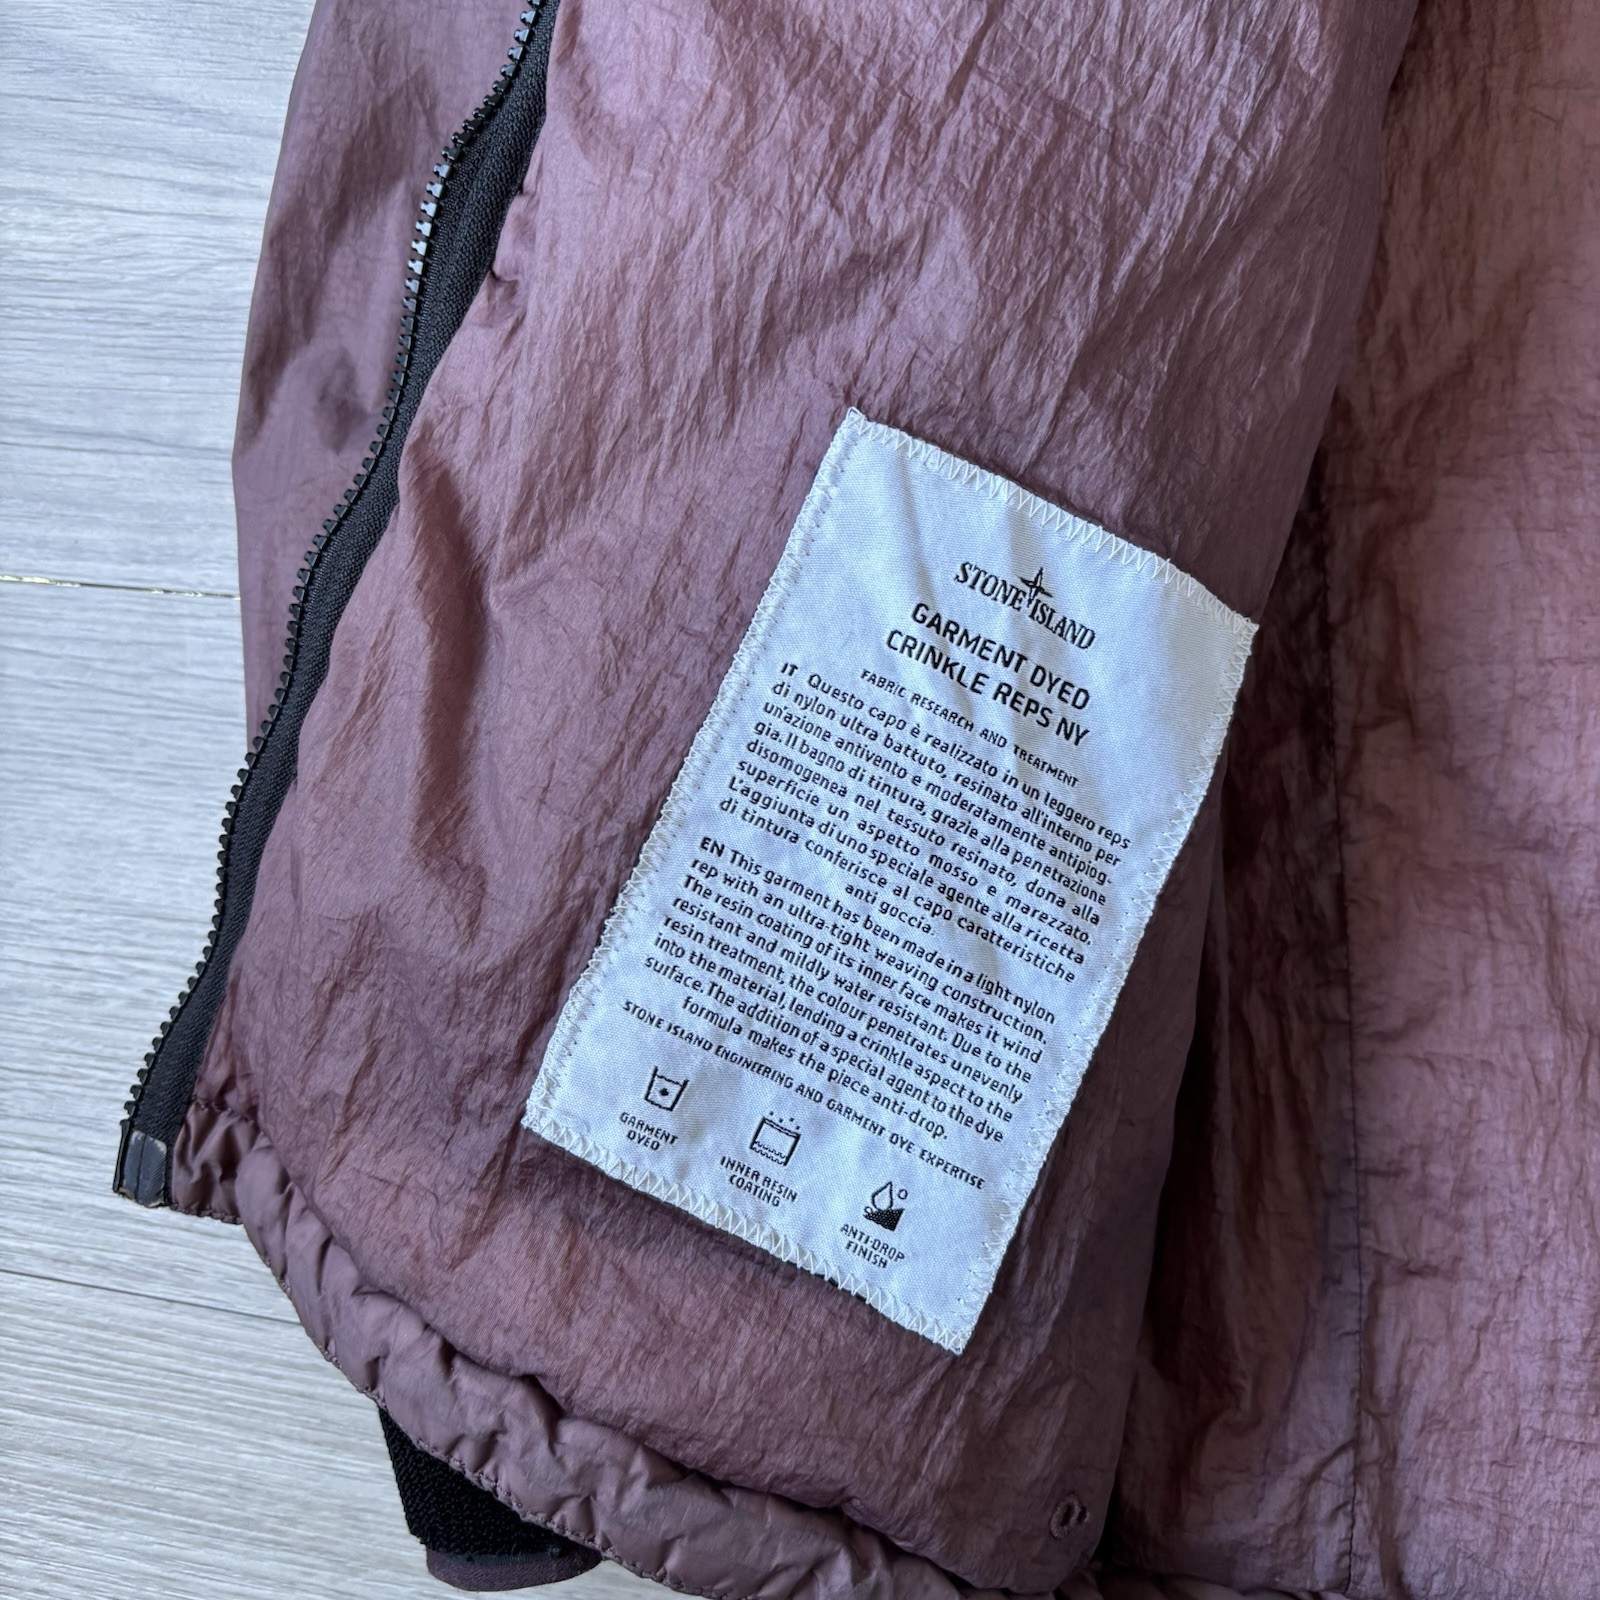 STONE ISLAND
GARMENT DYED
CRINKLE REPS NY
FABRIC RESEARCH AND TREATMENT
IT Questo capo è realizzato in un leggero reps
di nylon ultra battuto, resinato all'interno per
un'azione antivento e moderatamente antipiog-
gia. Il bagno di tintura, grazie alla penetrazione
disomogenea nel tessuto resinato, dona alla
superficie un aspetto mosso e marezzato.
L'aggiunta di uno speciale agente alla ricetta
di tintura conferisce al capo caratteristiche
anti goccia.
EN This garment has been made in a light nylon
rep with an ultra-tight weaving construction.
The resin coating of its inner face makes it wind
resistant and mildly water resistant. Due to the
resin treatment, the colour penetrates unevenly
into the material, lending a crinkle aspect to the
surface. The addition of a special agent to the dye
formula makes the piece anti-drop.
STONE ISLAND ENGINEERING AND GARMENT DYE EXPERTISE
GARMENT
DYED
INNER RESIN
COATING
ANTI-DROP
FINISH